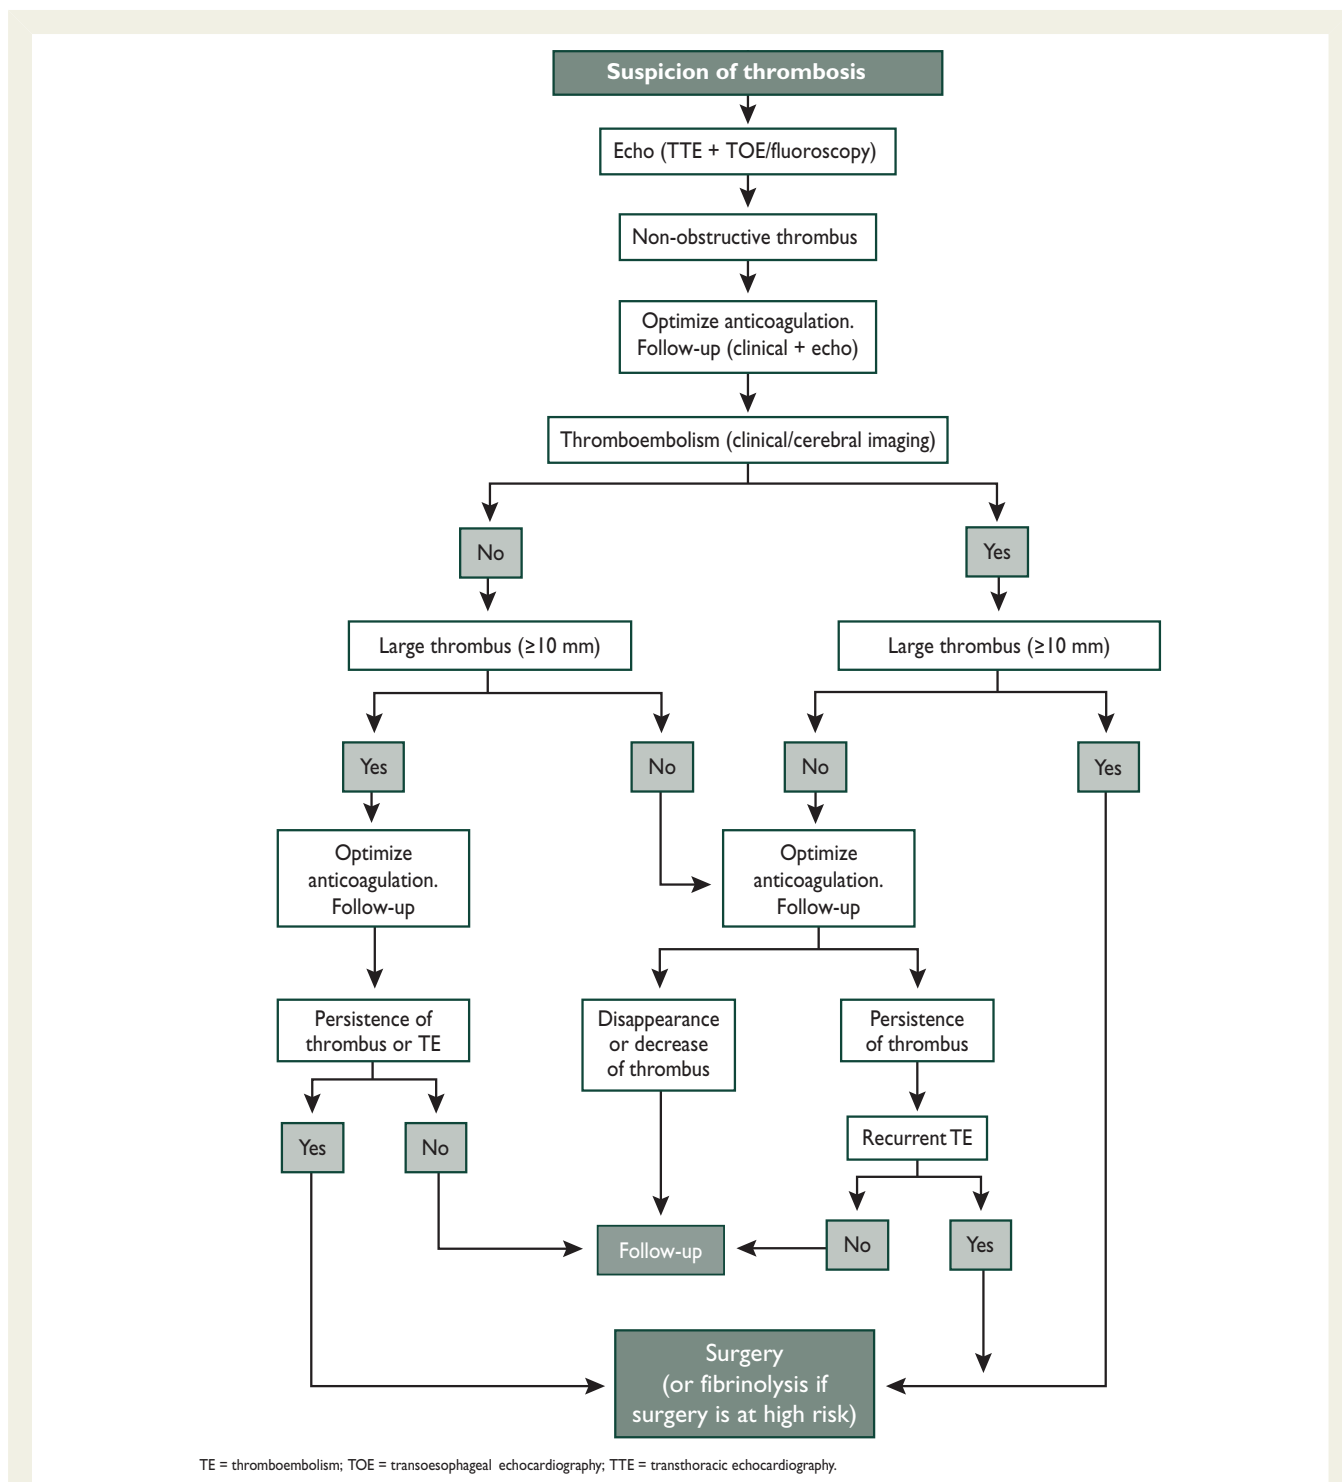 Suspicion of thrombosis
Echo (TTE + TOE/fluoroscopy)
Non-obstructive thrombus
Optimize anticoagulation.
Follow-up (clinical + echo)
Thromboembolism (clinical/cerebral imaging)
No
Yes
Large thrombus (≥10 mm)
Large thrombus (≥10 mm)
Yes
No
No
Yes
Optimize
anticoagulation.
Follow-up
Optimize
anticoagulation.
Follow-up
Persistence of
thrombus or TE
Disappearance
or decrease
of thrombus
Persistence
of thrombus
Yes
No
Recurrent TE
No
Yes
Follow-up
Surgery
(or fibrinolysis if
surgery is at high risk)
TE = thromboembolism; TOE = transoesophageal echocardiography; TTE = transthoracic echocardiography.